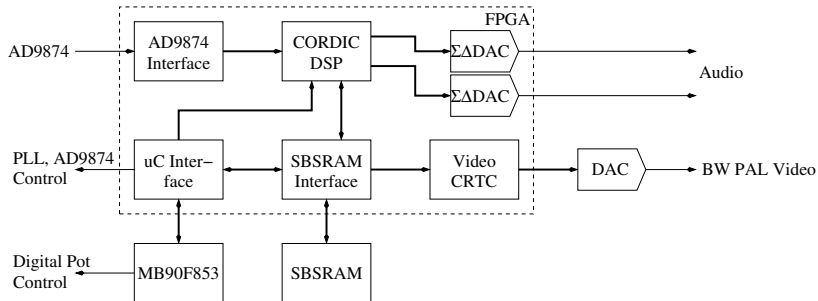 FPGA
AD9874
AD9874
Interface
CORDIC
DSP
ΣΔDAC
ΣΔDAC
Audio
PLL, AD9874
Control
uC Inter–
face
SBSRAM
Interface
Video
CRTC
DAC
BW PAL Video
Digital Pot
Control
MB90F853
SBSRAM